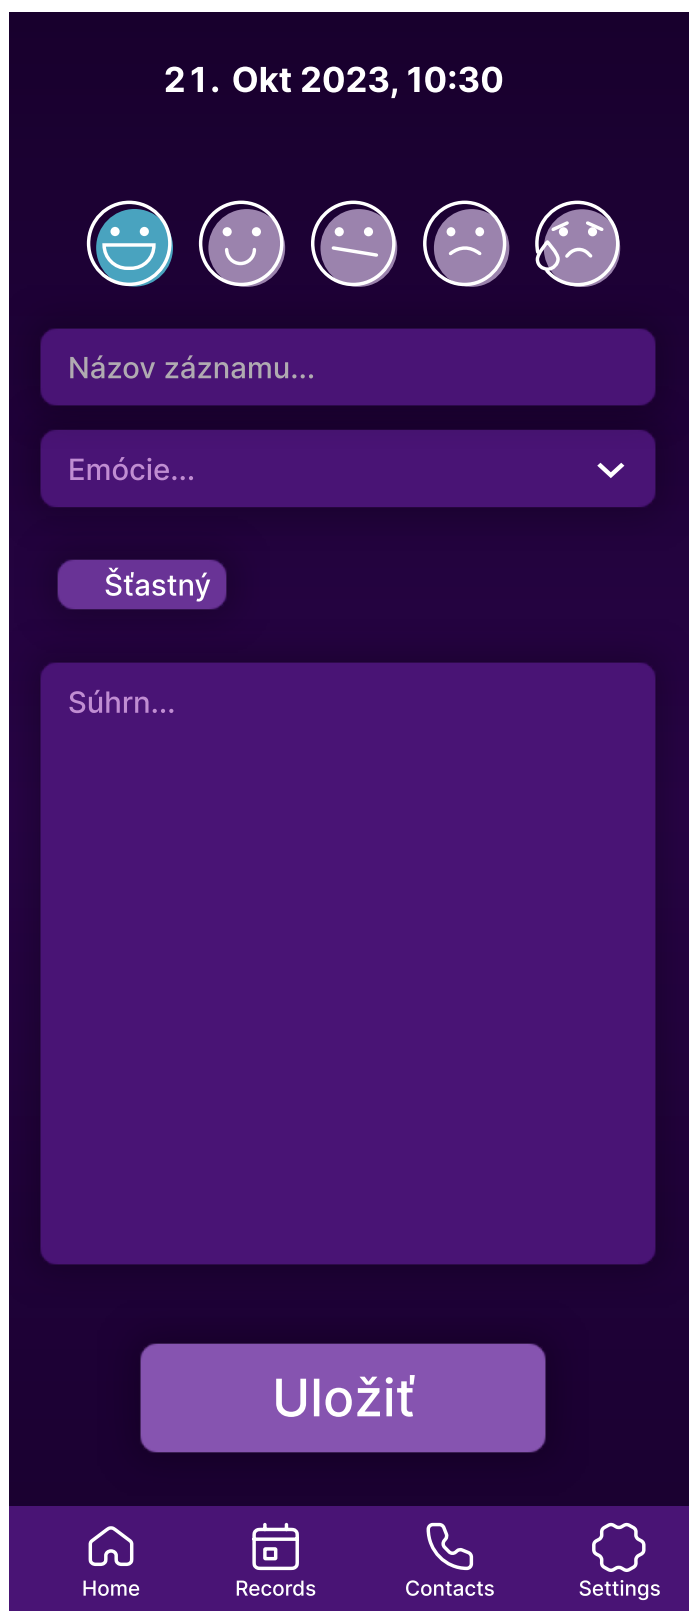 21. Okt 2023, 10:30
Názov záznamu...
Emócie...
Šťastný
Súhrn...
Uložiť
Home Records Contacts Settings